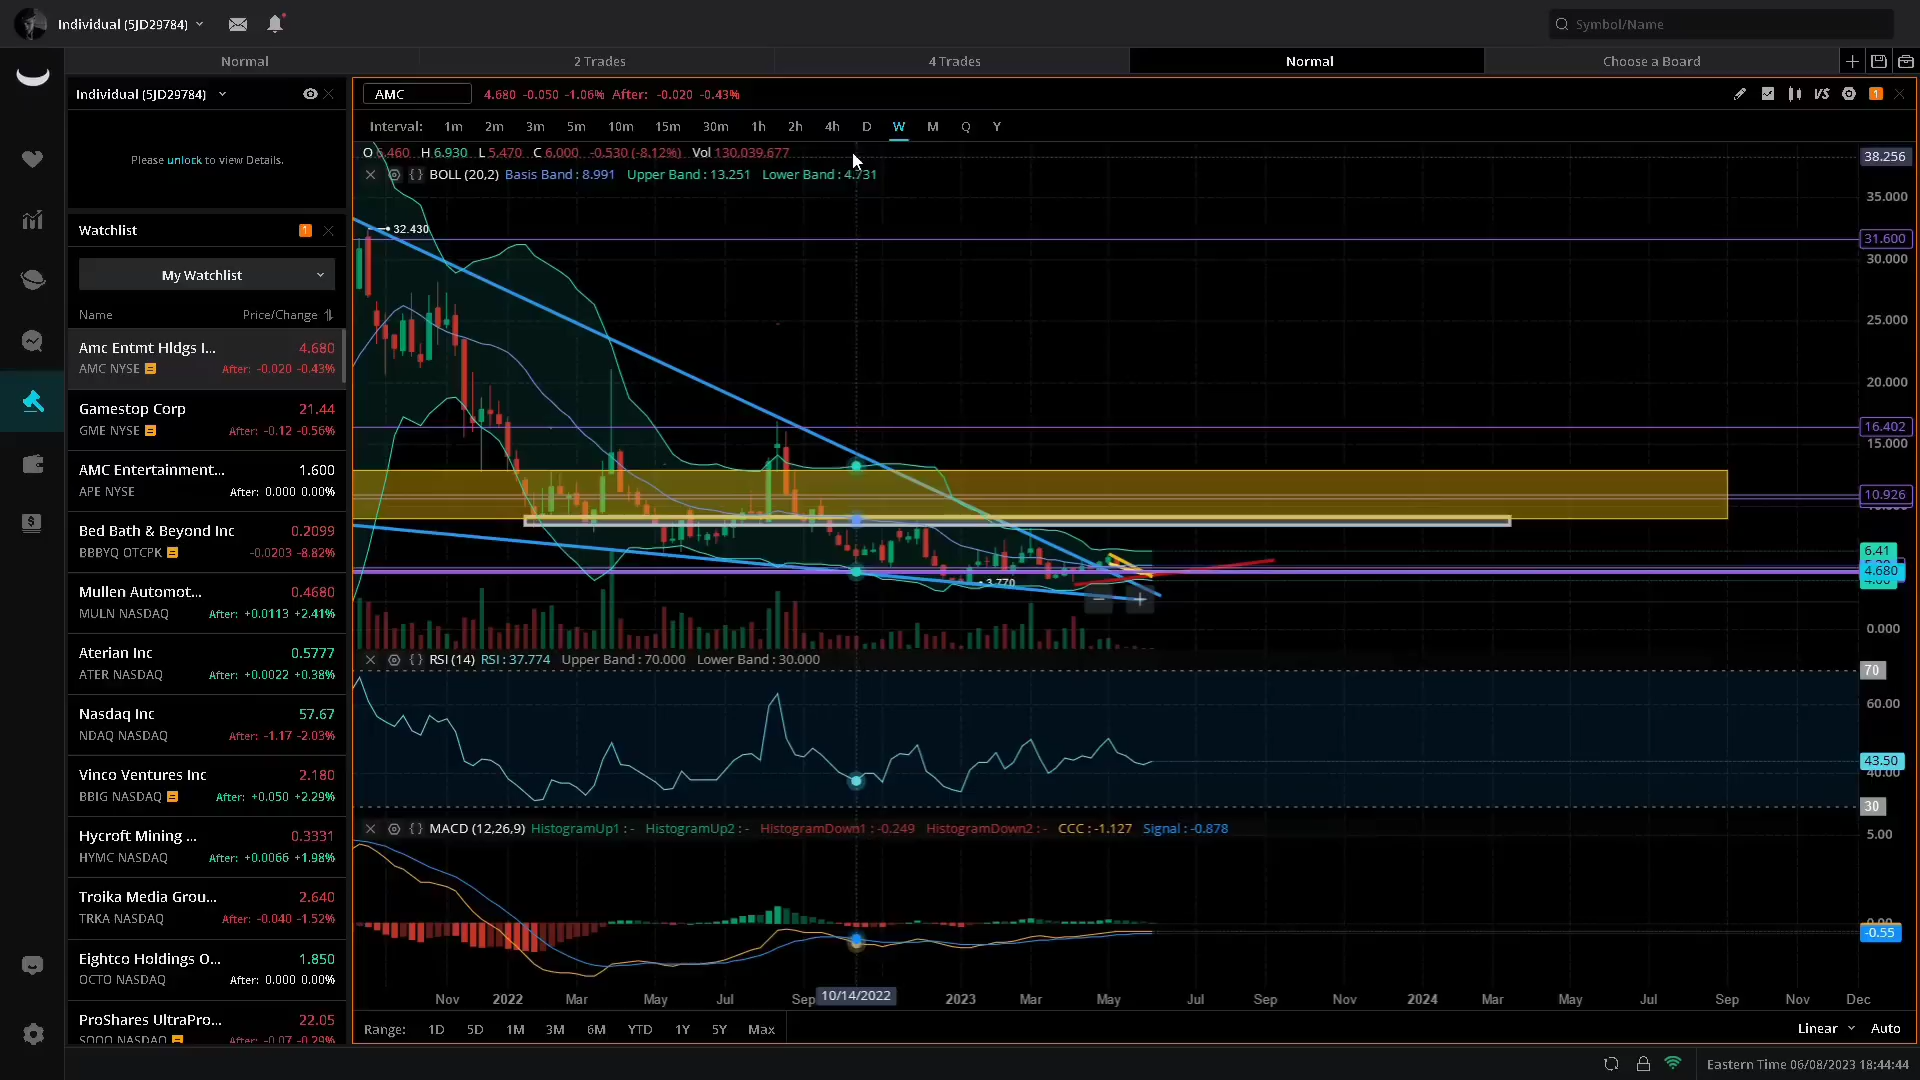 Individual (5JD29784)
Symbol/Name
Normal
2 Trades
4 Trades
Normal
Choose a Board
Individual (5JD29784)
Please unlock to view Details.
Watchlist
1
My Watchlist
Name Price/Change
Amc Entmt Hldgs I... 4.680
AMC NYSE After: -0.020 -0.43%
Gamestop Corp 21.44
GME NYSE After: -0.12 -0.56%
AMC Entertainment... 1.600
APE NYSE After: 0.000 0.00%
Bed Bath & Beyond Inc 0.2099
BBBYQ OTCPK -0.0203 -8.82%
Mullen Automot... 0.4680
MULN NASDAQ After: +0.0113 +2.41%
Aterian Inc 0.5777
ATER NASDAQ After: +0.0022 +0.38%
Nasdaq Inc 57.67
NDAQ NASDAQ After: -1.17 -2.03%
Vinco Ventures Inc 2.180
BBIG NASDAQ After: +0.050 +2.29%
Hycroft Mining ... 0.3331
HYMC NASDAQ After: +0.0066 +1.98%
Troika Media Grou... 2.640
TRKA NASDAQ After: -0.040 -1.52%
Eightco Holdings O... 1.850
OCTO NASDAQ After: 0.000 0.00%
ProShares UltraPro... 22.05
SQQQ NASDAQ After: -0.07 -0.29%
AMC 4.680 -0.050 -1.06% After: -0.020 -0.43%
VS
1
Interval: 1m 2m 3m 5m 10m 15m 30m 1h 2h 4h D W M Q Y
O 6.460 H 6.930 L 5.470 C 6.000 -0.530 (-8.12%) Vol 130,039,677
BOLL (20,2) Basis Band : 8.991 Upper Band : 13.251 Lower Band : 4.731
32.430
3.770
38.256
35.000
31.600
30.000
25.000
20.000
16.402
15.000
10.926
6.41
4.680
0.000
RSI (14) RSI : 37.774 Upper Band : 70.000 Lower Band : 30.000
70
60.00
43.50
40.00
30
MACD (12,26,9) HistogramUp1 : - HistogramUp2 : - HistogramDown1 : -0.249 HistogramDown2 : - CCC : -1.127 Signal : -0.878
5.00
0.00
-0.55
Nov 2022 Mar May Jul Sep 10/14/2022 2023 Mar May Jul Sep Nov 2024 Mar May Jul Sep Nov Dec
Range: 1D 5D 1M 3M 6M YTD 1Y 5Y Max
Linear Auto
Eastern Time 06/08/2023 18:44:44